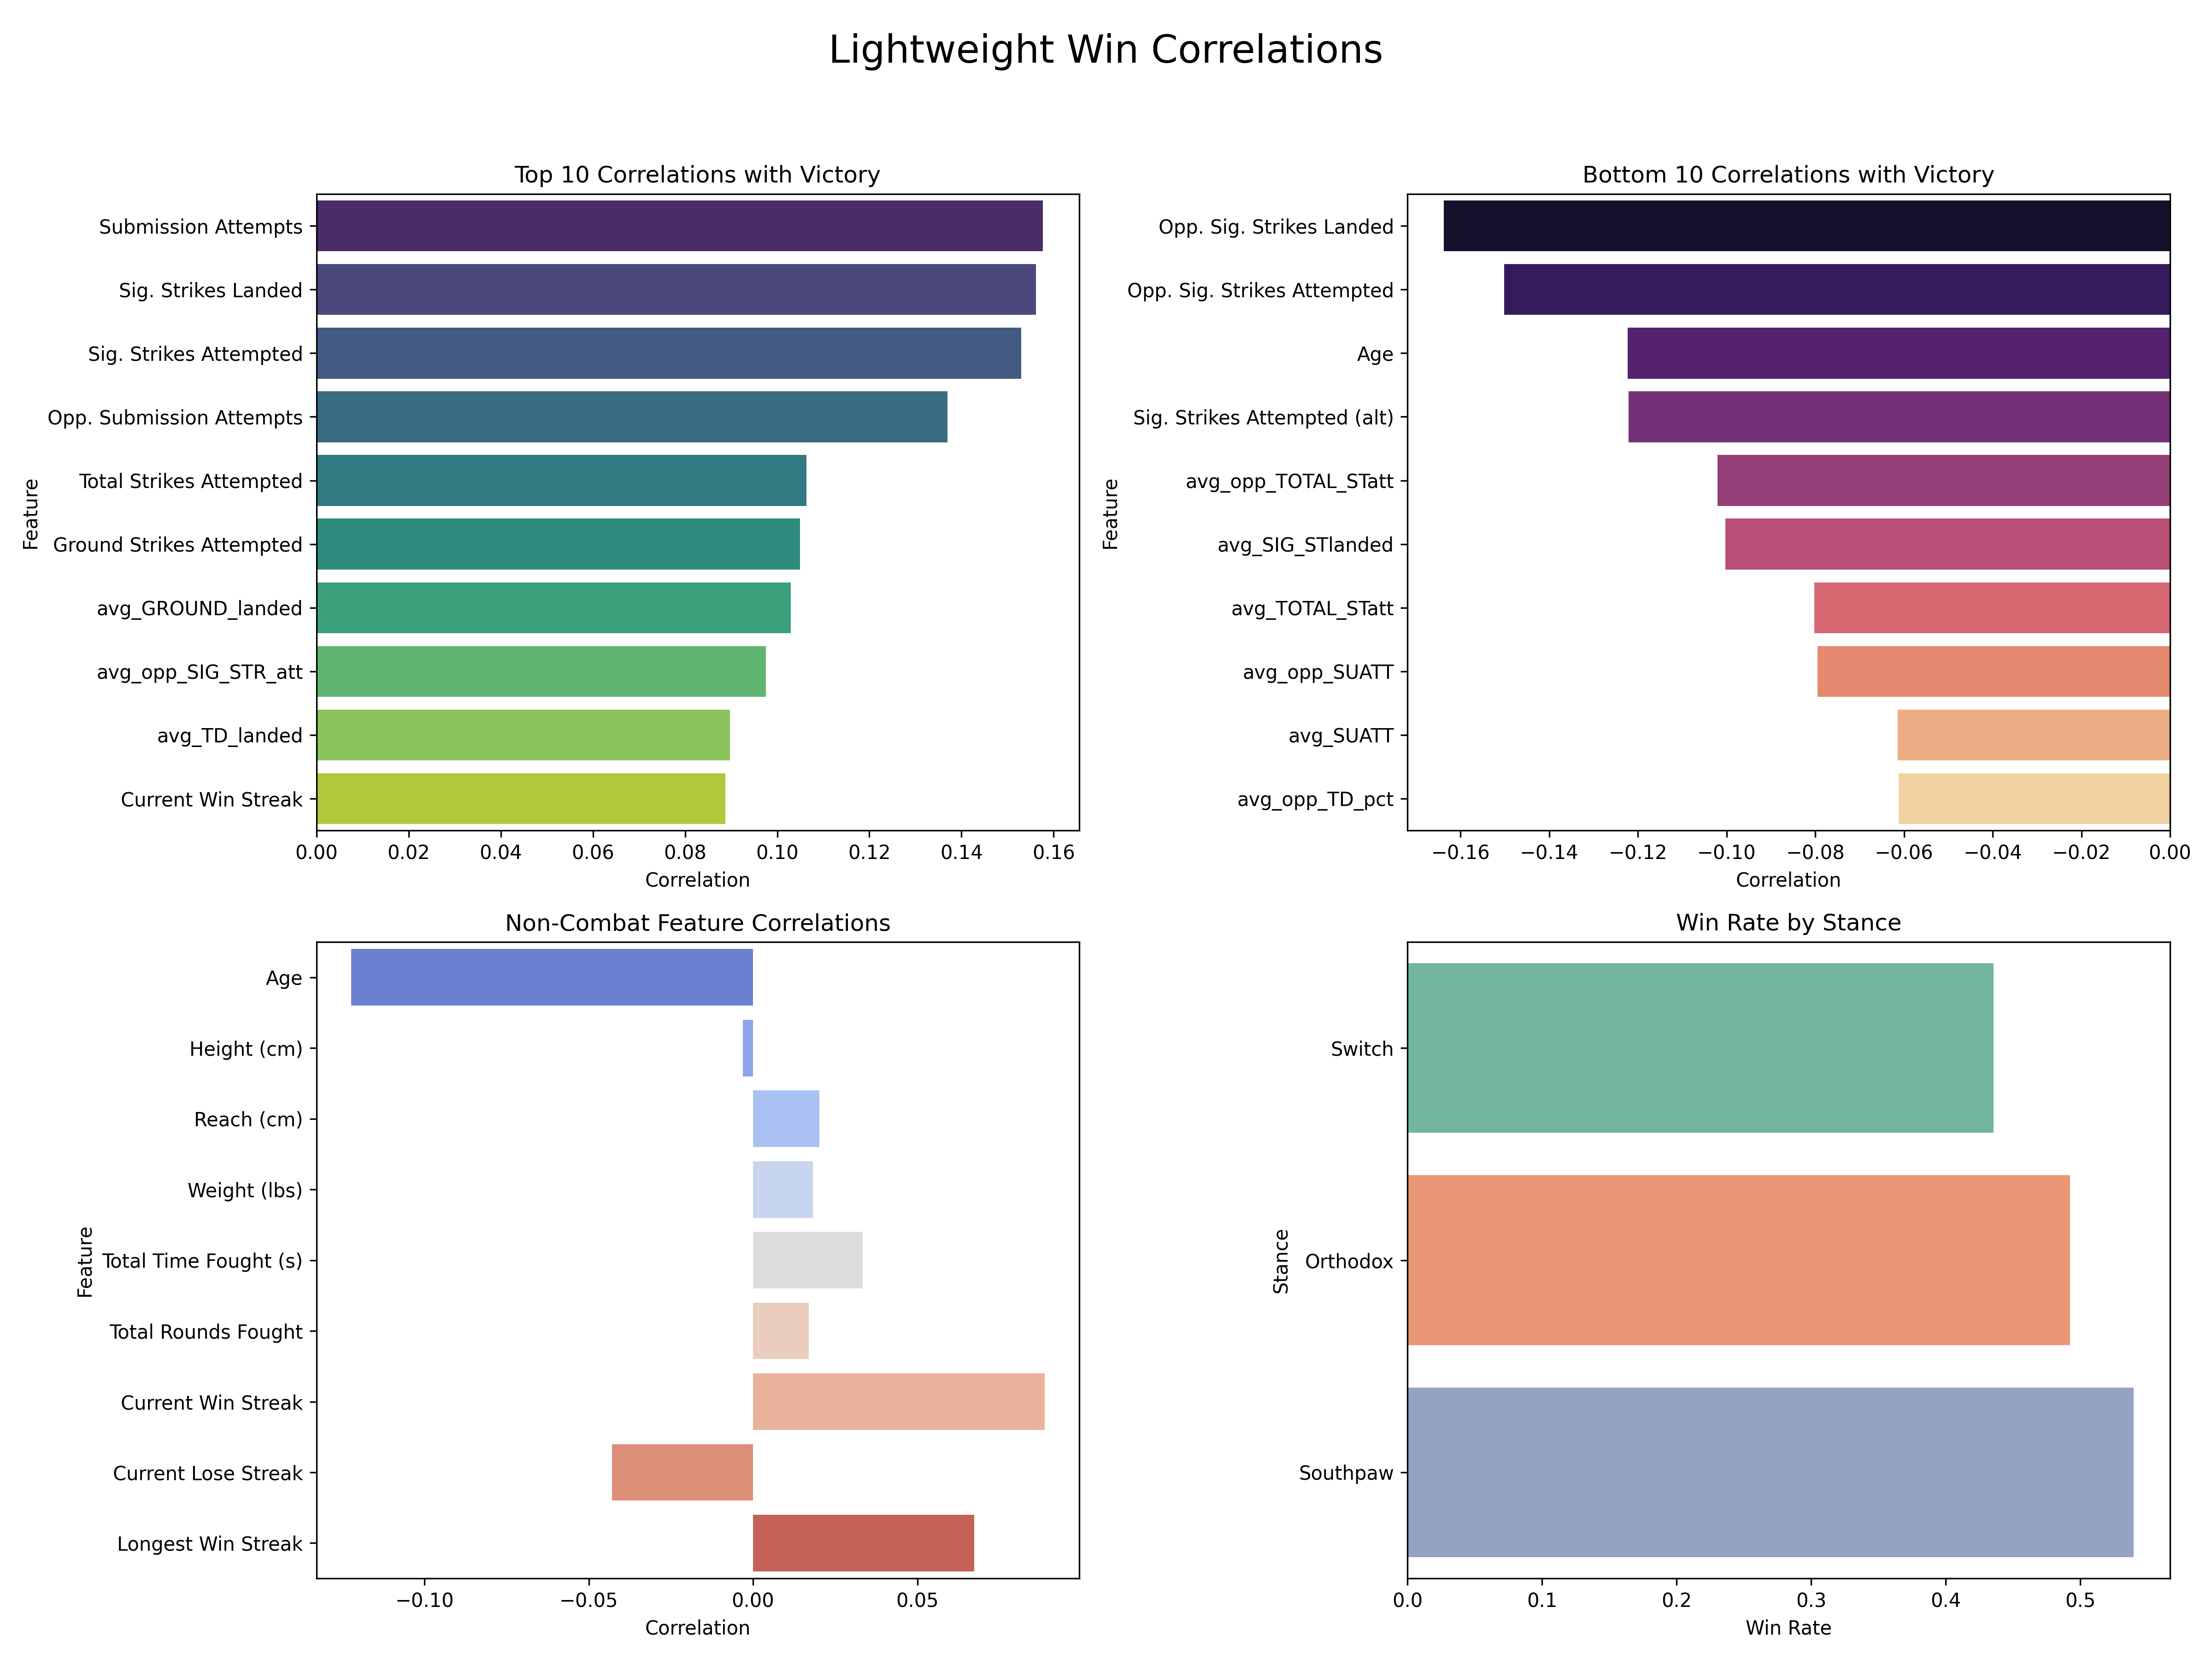 Lightweight Win Correlations
Top 10 Correlations with Victory
Feature
Submission Attempts
Sig. Strikes Landed
Sig. Strikes Attempted
Opp. Submission Attempts
Total Strikes Attempted
Ground Strikes Attempted
avg_GROUND_landed
avg_opp_SIG_STR_att
avg_TD_landed
Current Win Streak
0.00 0.02 0.04 0.06 0.08 0.10 0.12 0.14 0.16
Correlation
Bottom 10 Correlations with Victory
Feature
Opp. Sig. Strikes Landed
Opp. Sig. Strikes Attempted
Age
Sig. Strikes Attempted (alt)
avg_opp_TOTAL_STatt
avg_SIG_STlanded
avg_TOTAL_STatt
avg_opp_SUATT
avg_SUATT
avg_opp_TD_pct
−0.16 −0.14 −0.12 −0.10 −0.08 −0.06 −0.04 −0.02 0.00
Correlation
Non-Combat Feature Correlations
Feature
Age
Height (cm)
Reach (cm)
Weight (lbs)
Total Time Fought (s)
Total Rounds Fought
Current Win Streak
Current Lose Streak
Longest Win Streak
−0.10 −0.05 0.00 0.05
Correlation
Win Rate by Stance
Stance
Switch
Orthodox
Southpaw
0.0 0.1 0.2 0.3 0.4 0.5
Win Rate